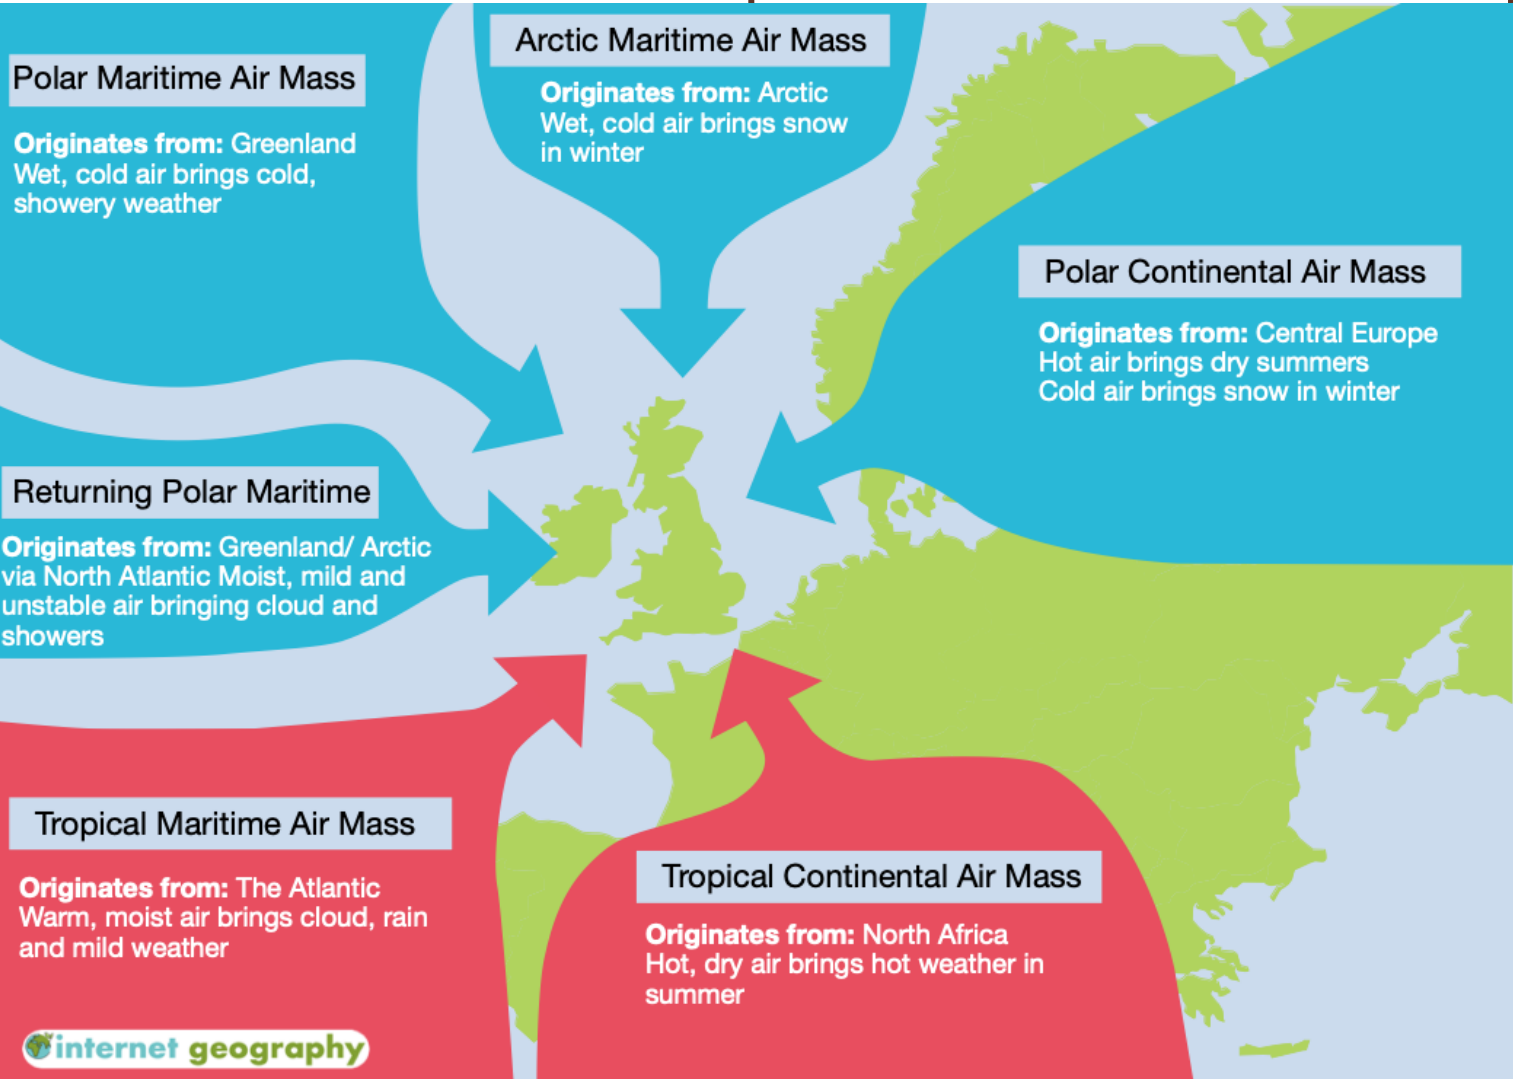 Arctic Maritime Air Mass
Originates from: Arctic
Wet, cold air brings snow
in winter
Polar Maritime Air Mass
Originates from: Greenland
Wet, cold air brings cold,
showery weather
Polar Continental Air Mass
Originates from: Central Europe
Hot air brings dry summers
Cold air brings snow in winter
Returning Polar Maritime
Originates from: Greenland/ Arctic
via North Atlantic Moist, mild and
unstable air bringing cloud and
showers
Tropical Maritime Air Mass
Originates from: The Atlantic
Warm, moist air brings cloud, rain
and mild weather
Tropical Continental Air Mass
Originates from: North Africa
Hot, dry air brings hot weather in
summer
internet geography